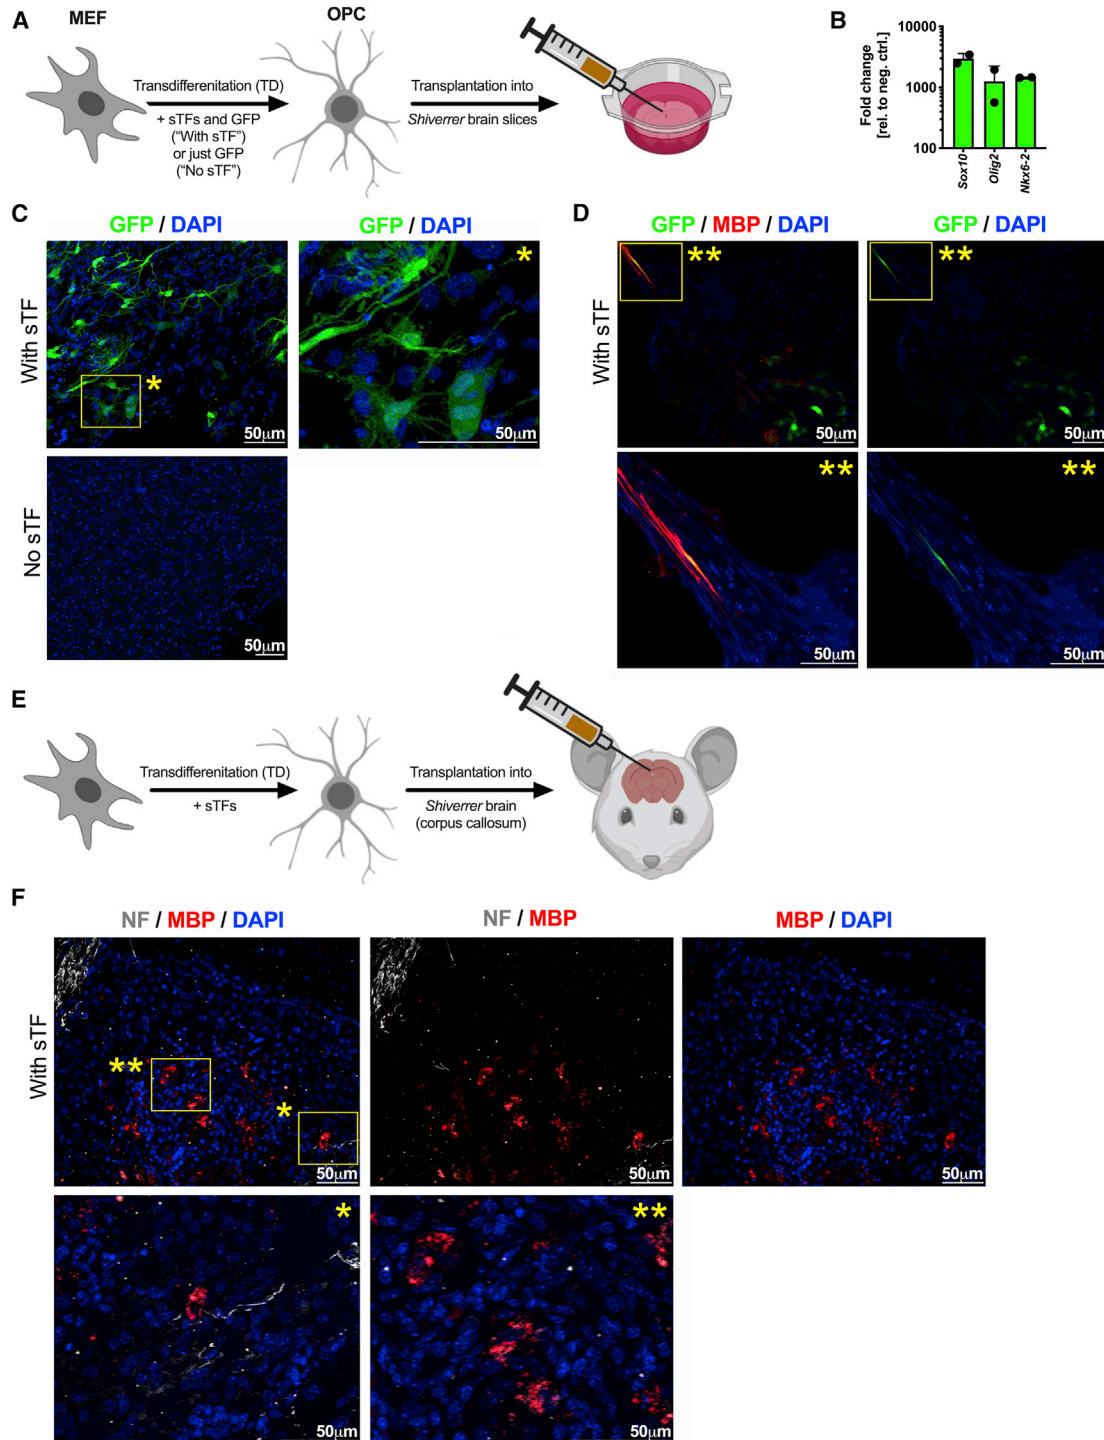 A
MEF
OPC
Transdifferenitation (TD)
+ sTFs and GFP
("With sTF")
or just GFP
("No sTF")
Transplantation into
Shiverrer brain slices
B
Fold change
[rel. to neg. ctrl.]
10000
1000
100
Sox10
Olig2
Nkx6-2
C
GFP / DAPI
GFP / DAPI
With sTF
*
50μm
*
50μm
No sTF
50μm
D
GFP / MBP / DAPI
GFP / DAPI
With sTF
**
50μm
**
50μm
**
50μm
**
50μm
E
Transdifferenitation (TD)
+ sTFs
Transplantation into
Shiverrer brain
(corpus callosum)
F
NF / MBP / DAPI
NF / MBP
MBP / DAPI
With sTF
**
*
50μm
50μm
50μm
*
50μm
**
50μm